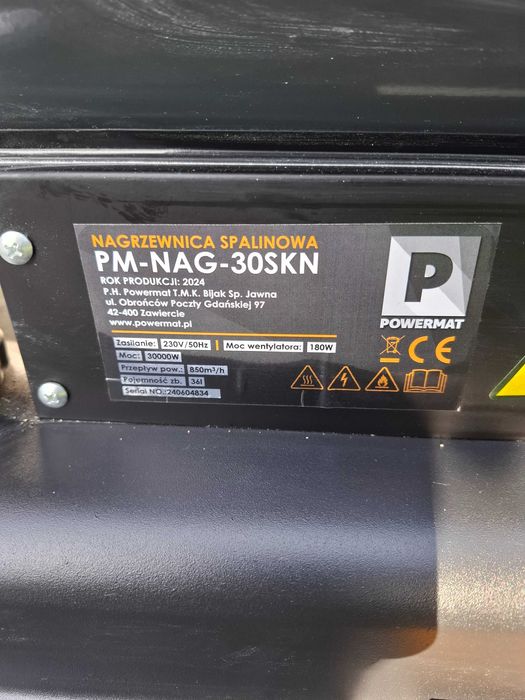 NAGRZEWNICA SPALINOWA
PM-NAG-30SKN
ROK PRODUKCJI: 2024
P.H. Powermat T.M.K. Bijak Sp. Jawna
ul. Obrońców Poczty Gdańskiej 97
42-400 Zawiercie
www.powermat.pl
Zasilanie: 230V/50Hz Moc wentylatora: 180W
Moc: 30000W
Przepływ pow.: 850m³/h
Pojemność zb. 36l
Serial NO.:240604834
P
POWERMAT
CE